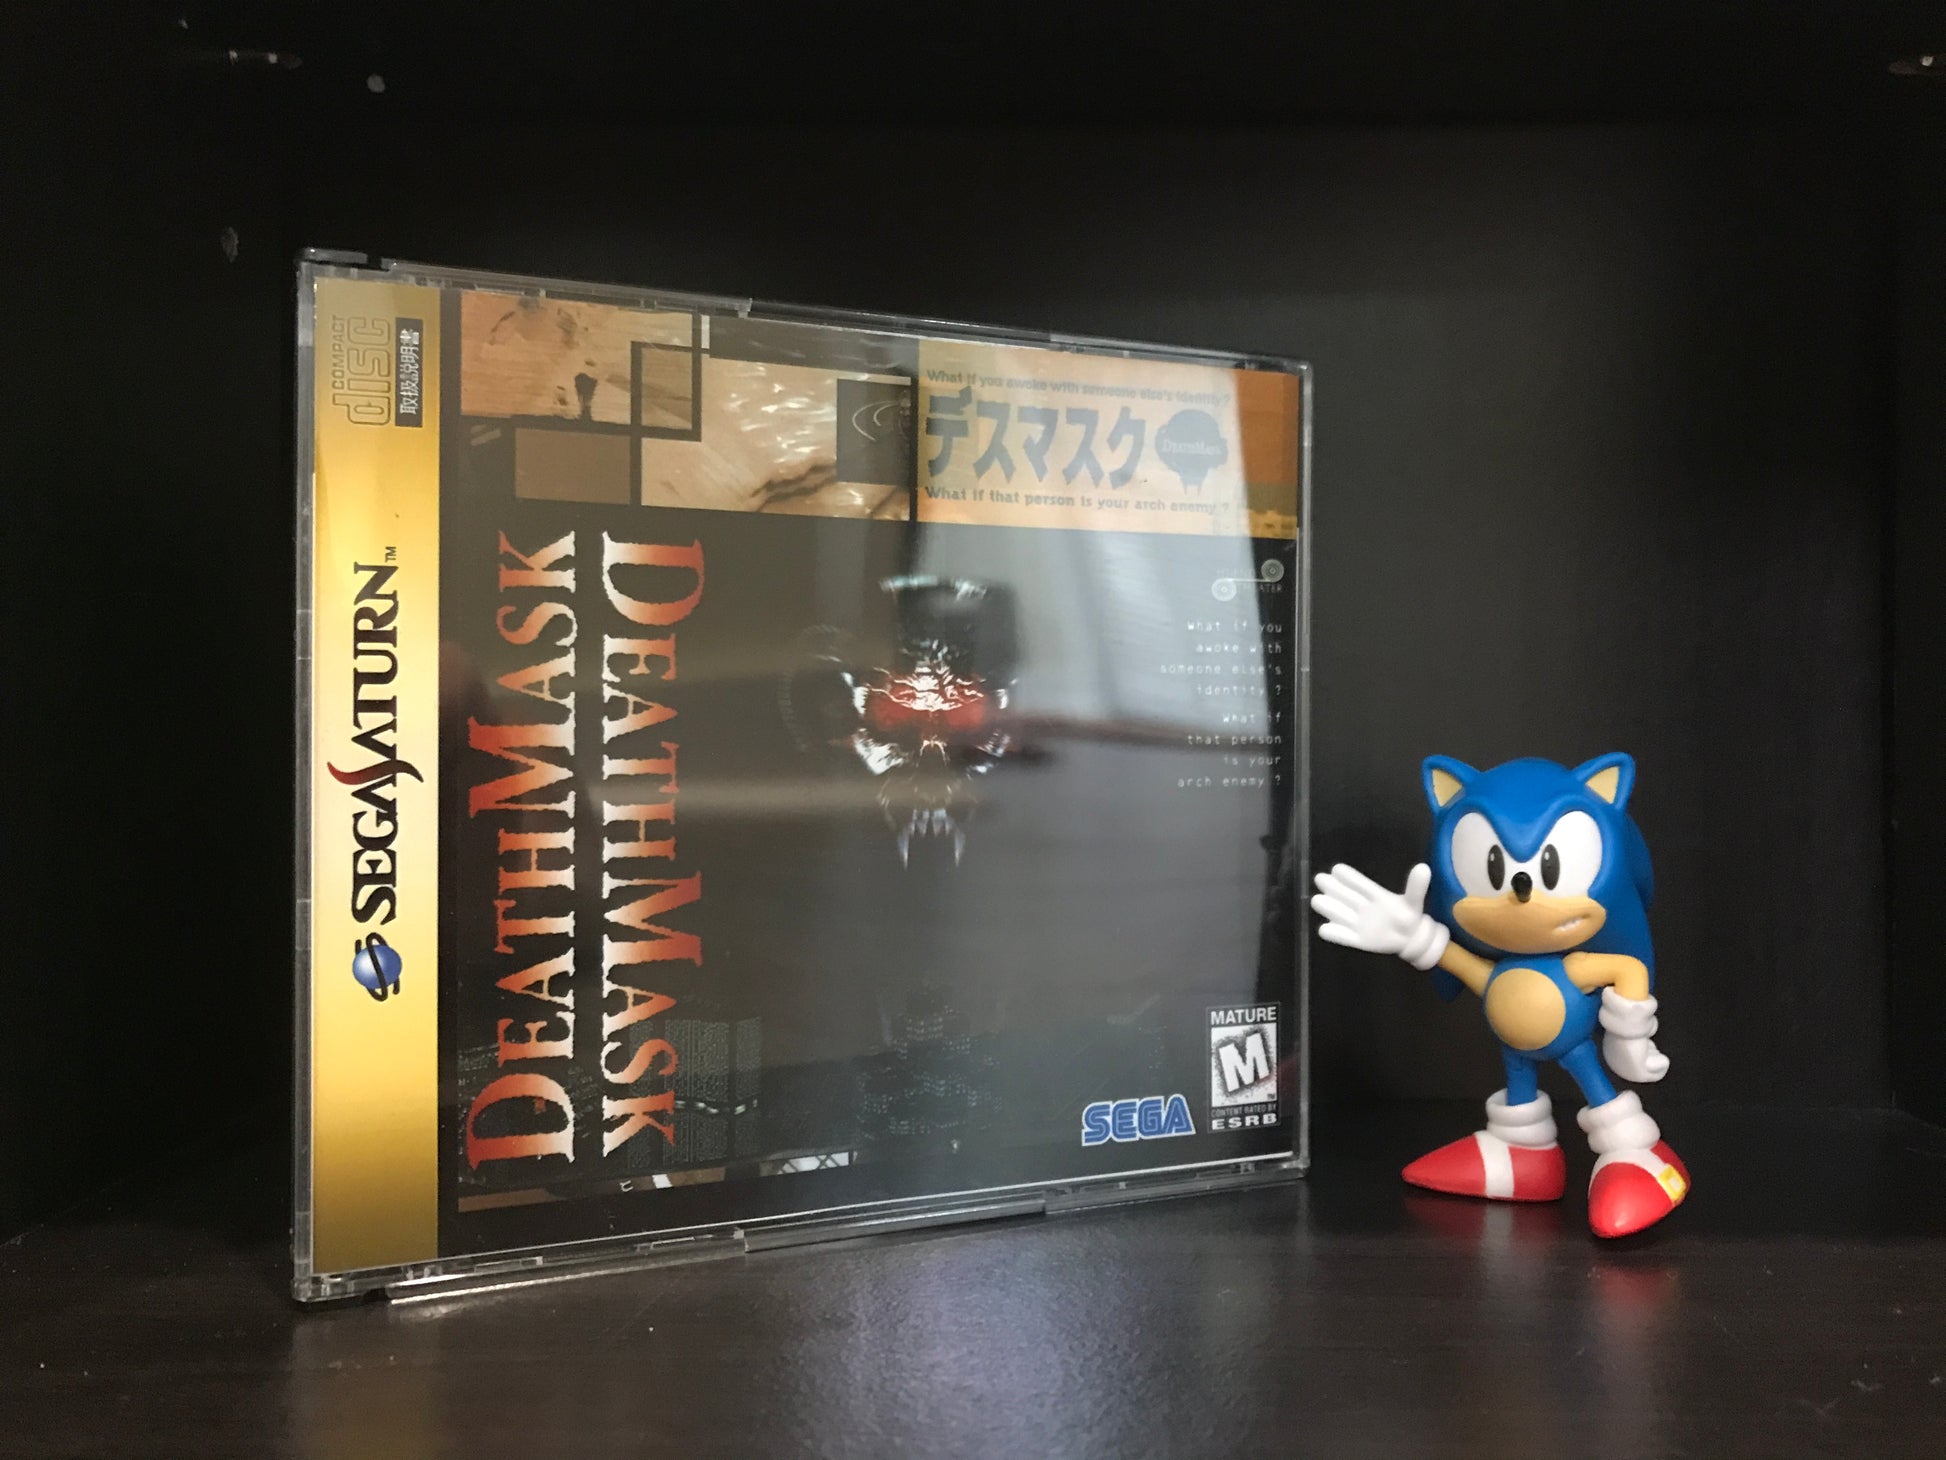 COMPACT
disc
取扱説明書
SEGA SATURN™
DEATHMASK
DEATHMASK
What if you awoke with someone else's identity?
デスマスク
DEATHMASK
What if that person is your arch enemy?
THEATER
What if you
awoke with
someone else's
identity ?
What if
that person
is your
arch enemy ?
SEGA
MATURE
M
CONTENT RATED BY
ESRB